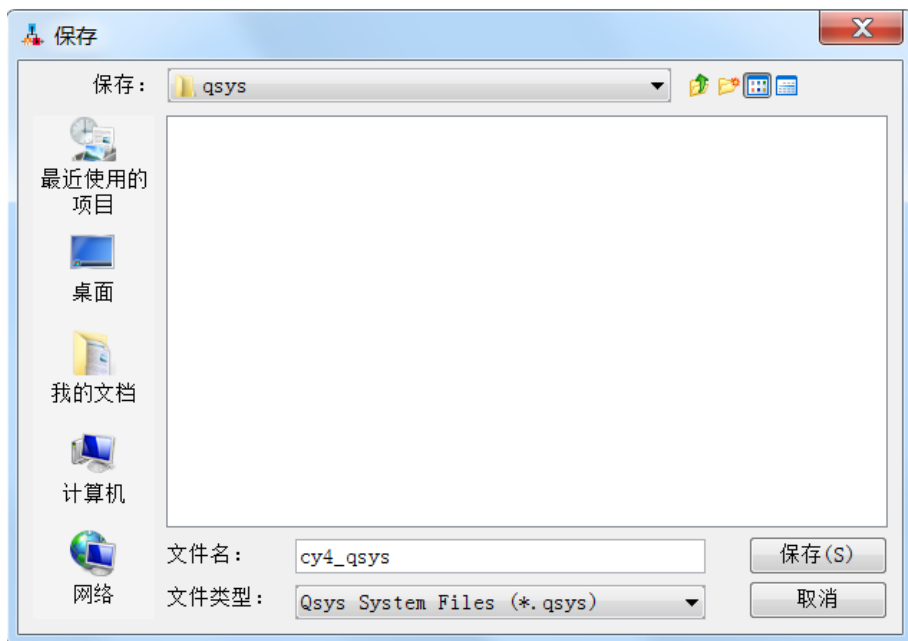 保存
保存：
qsys
最近使用的
项目
桌面
我的文档
计算机
网络
文件名：
cy4_qsys
保存(S)
文件类型：
Qsys System Files (*.qsys)
取消